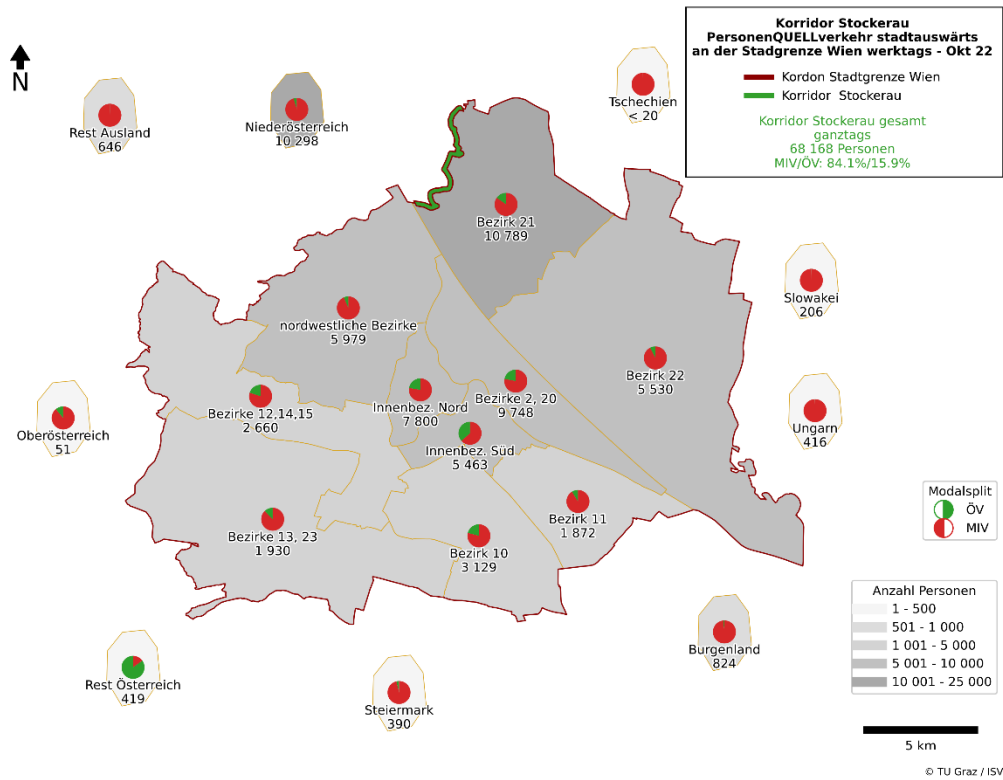 Korridor Stockerau
PersonenQUELLverkehr stadtauswärts
an der Stadgrenze Wien werktags - Okt 22
Kordon Stadtgrenze Wien
Korridor Stockerau
Korridor Stockerau gesamt
ganztags
68 168 Personen
MIV/ÖV: 84.1%/15.9%
N
Rest Ausland
646
Niederösterreich
10 298
Tschechien
< 20
Bezirk 21
10 789
Slowakei
206
nordwestliche Bezirke
5 979
Bezirk 22
5 530
Bezirke 12,14,15
2 660
Innenbez. Nord
7 800
Bezirke 2, 20
9 748
Oberösterreich
51
Ungarn
416
Innenbez. Süd
5 463
Bezirk 11
1 872
Bezirke 13, 23
1 930
Bezirk 10
3 129
Modalsplit
ÖV
MIV
Anzahl Personen
1 - 500
501 - 1 000
1 001 - 5 000
5 001 - 10 000
10 001 - 25 000
Burgenland
824
Rest Österreich
419
Steiermark
390
5 km
© TU Graz / ISV